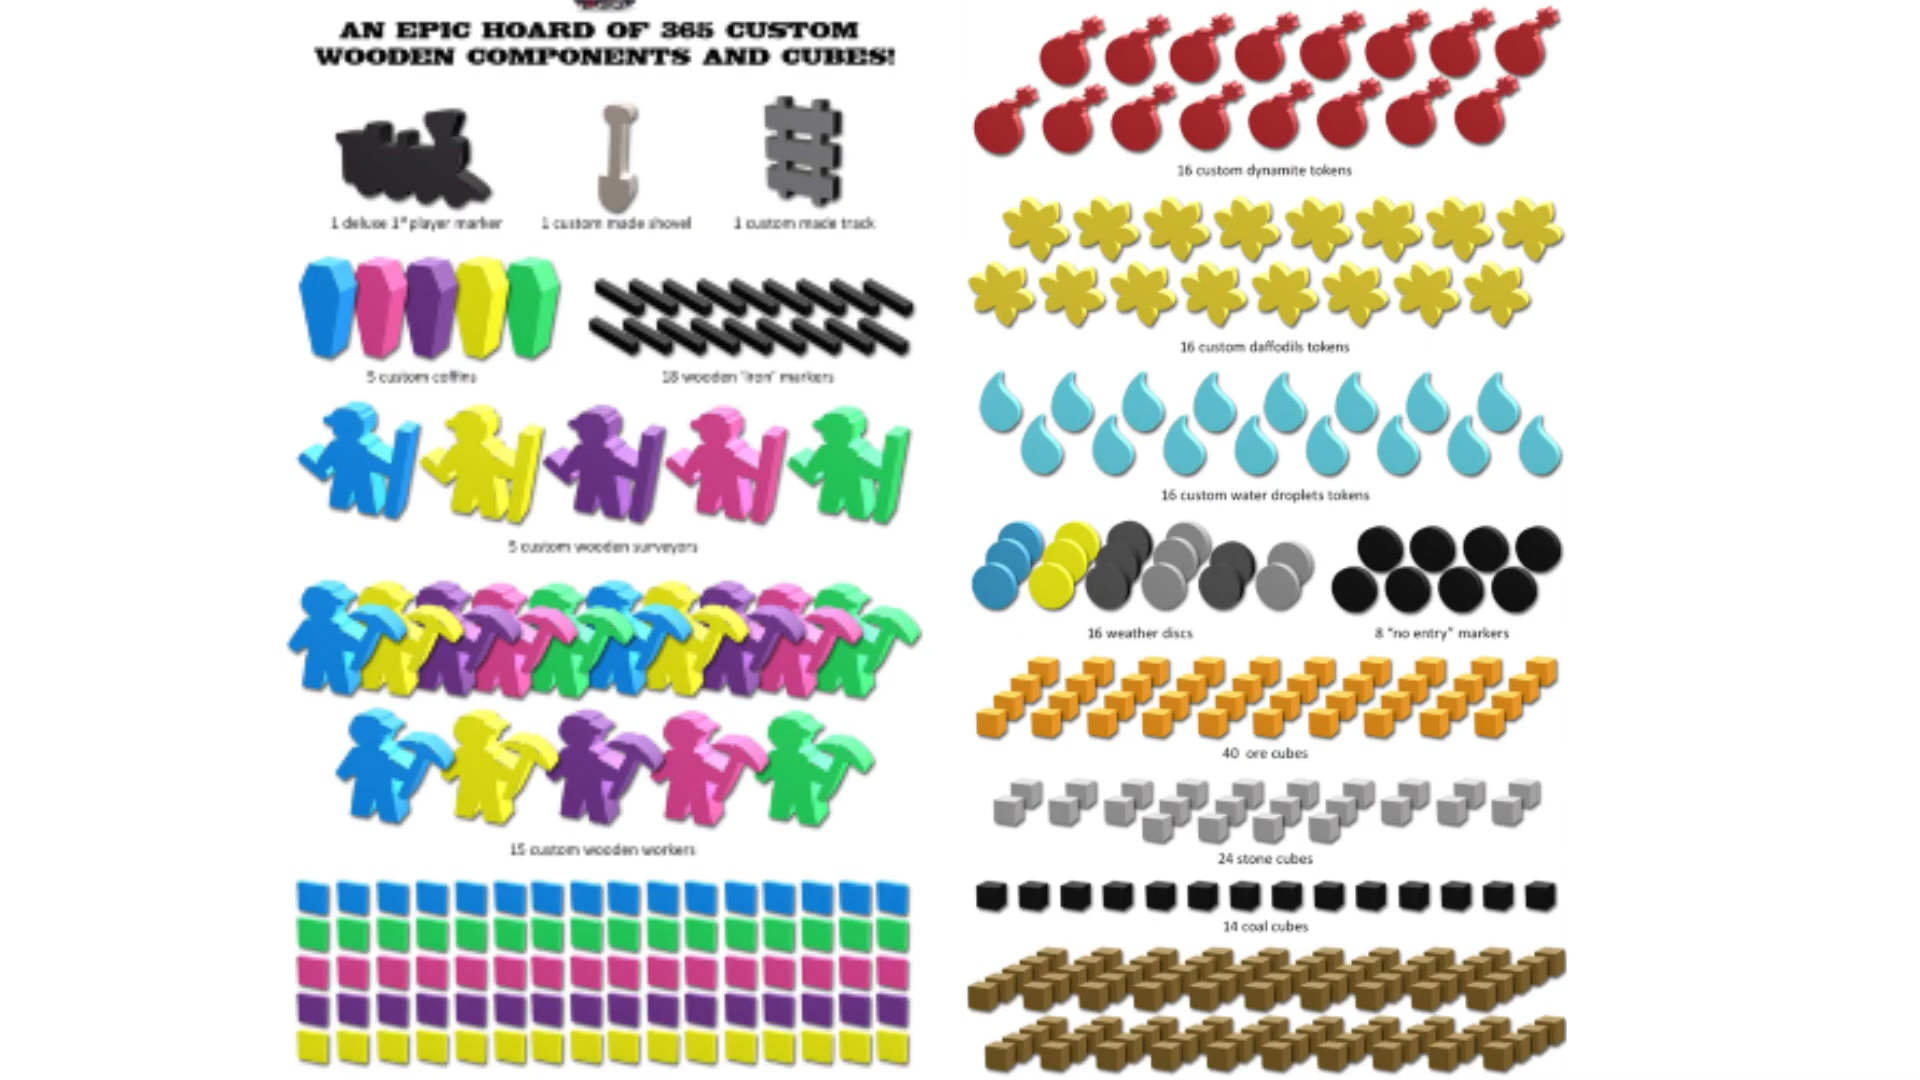 AN EPIC HOARD OF 365 CUSTOM
WOODEN COMPONENTS AND CUBES!
1 deluxe 1st player marker
1 custom made shovel
1 custom made track
5 custom coffins
18 wooden "iron" markers
5 custom wooden surveyors
15 custom wooden workers
16 custom dynamite tokens
16 custom daffodils tokens
16 custom water droplets tokens
16 weather discs
8 "no entry" markers
40 ore cubes
24 stone cubes
14 coal cubes